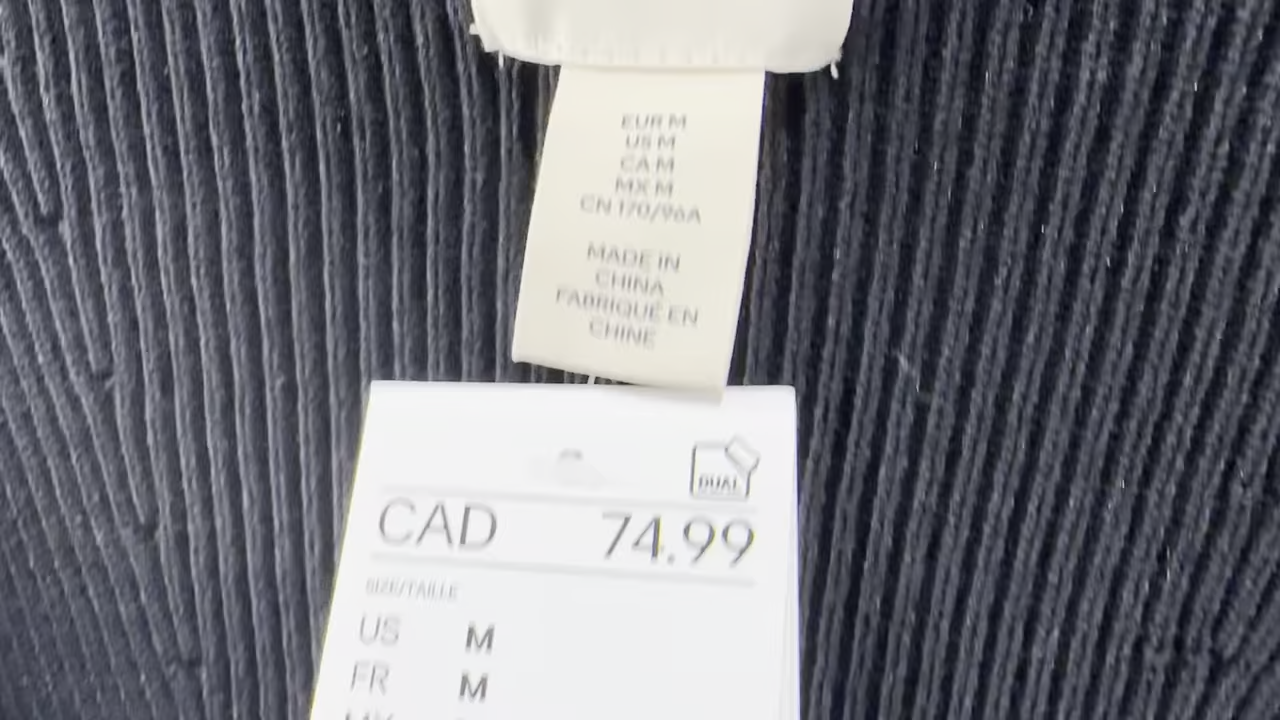 EUR M
US M
CA M
MX M
CN 170/96A
MADE IN
CHINA
FABRIQUÉ EN
CHINE
DUAL
CAD 74.99
SIZE/TAILLE
US M
FR M